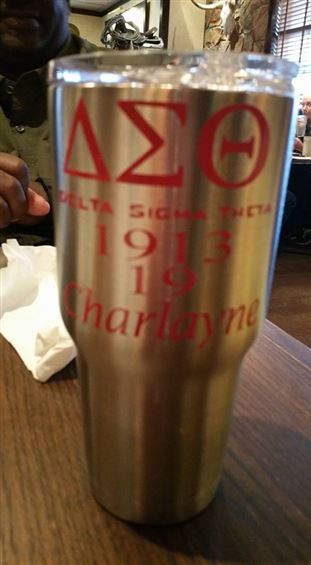 ΔΣΘ
DELTA SIGMA THETA
1913
19
Charlayne